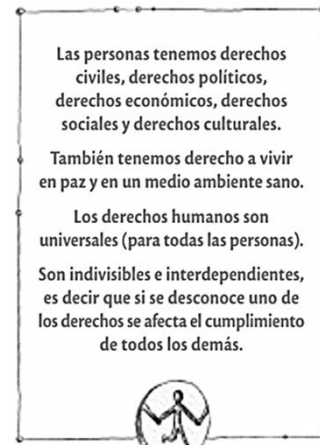 Las personas tenemos derechos
civiles, derechos políticos,
derechos económicos, derechos
sociales y derechos culturales.
También tenemos derecho a vivir
en paz y en un medio ambiente sano.
Los derechos humanos son
universales (para todas las personas).
Son indivisibles e interdependientes,
es decir que si se desconoce uno de
los derechos se afecta el cumplimiento
de todos los demás.